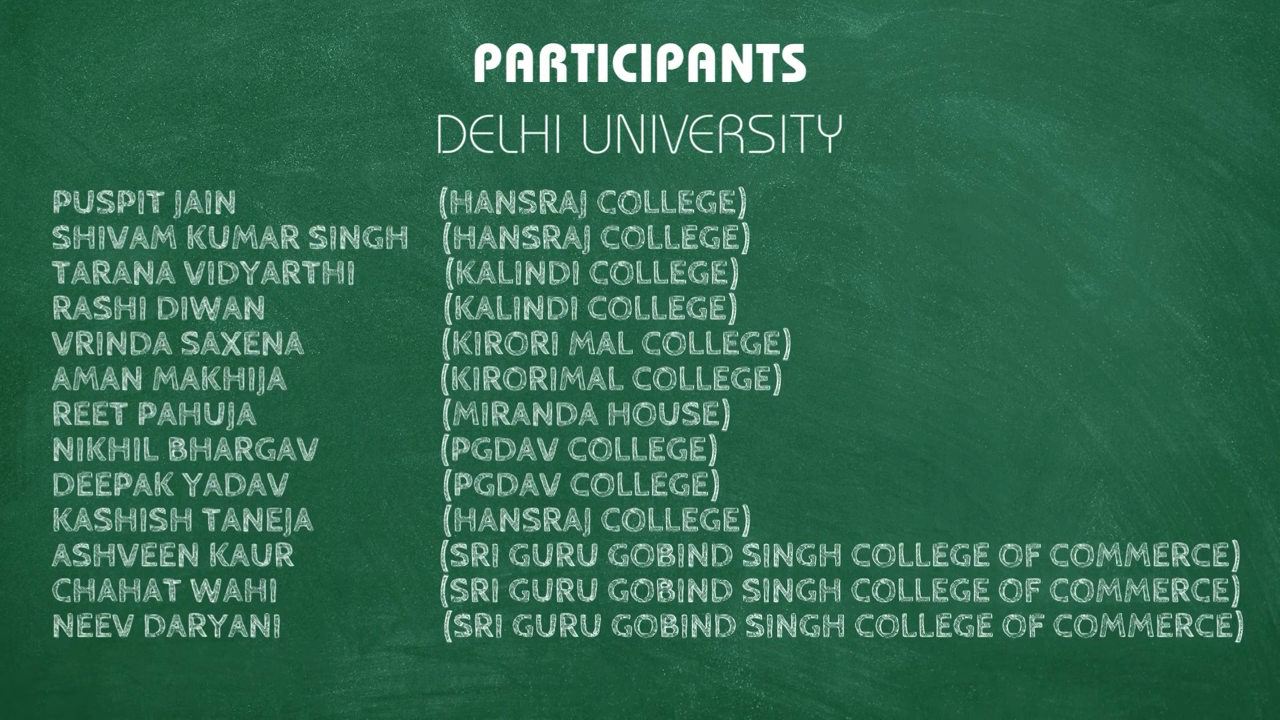 PARTICIPANTS
DELHI UNIVERSITY
PUSPIT JAIN (HANSRAJ COLLEGE)
SHIVAM KUMAR SINGH (HANSRAJ COLLEGE)
TARANA VIDYARTHI (KALINDI COLLEGE)
RASHI DIWAN (KALINDI COLLEGE)
VRINDA SAXENA (KIRORI MAL COLLEGE)
AMAN MAKHIJA (KIRORIMAL COLLEGE)
REET PAHUJA (MIRANDA HOUSE)
NIKHIL BHARGAV (PGDAV COLLEGE)
DEEPAK YADAV (PGDAV COLLEGE)
KASHISH TANEJA (HANSRAJ COLLEGE)
ASHVEEN KAUR (SRI GURU GOBIND SINGH COLLEGE OF COMMERCE)
CHAHAT WAHI (SRI GURU GOBIND SINGH COLLEGE OF COMMERCE)
NEEV DARYANI (SRI GURU GOBIND SINGH COLLEGE OF COMMERCE)